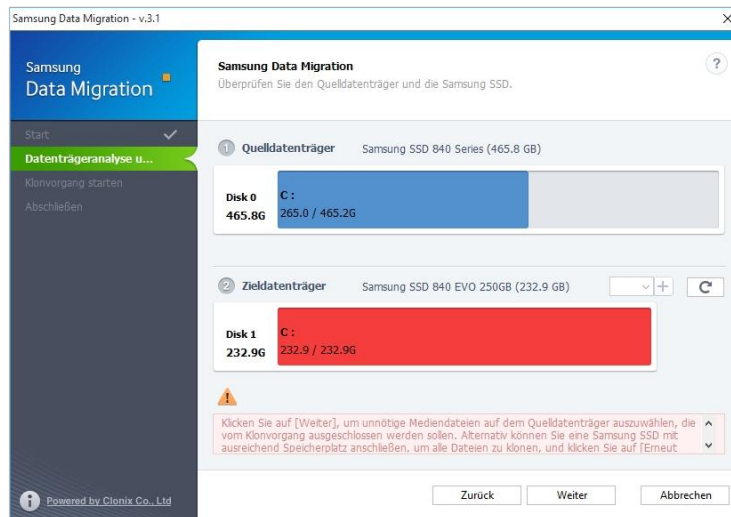 Samsung Data Migration - v.3.1
Samsung
Data Migration
Start
Datenträgeranalyse u...
Klonvorgang starten
Abschließen
Powered by Clonix Co., Ltd
Samsung Data Migration
Überprüfen Sie den Quelldatenträger und die Samsung SSD.
?
1 Quelldatenträger Samsung SSD 840 Series (465.8 GB)
Disk 0
465.8G
C :
265.0 / 465.2G
2 Zieldatenträger Samsung SSD 840 EVO 250GB (232.9 GB)
Disk 1
232.9G
C :
232.9 / 232.9G
Klicken Sie auf [Weiter], um unnötige Mediendateien auf dem Quelldatenträger auszuwählen, die
vom Klonvorgang ausgeschlossen werden sollen. Alternativ können Sie eine Samsung SSD mit
ausreichend Speicherplatz anschließen, um alle Dateien zu klonen, und klicken Sie auf [Erneut
Zurück Weiter Abbrechen